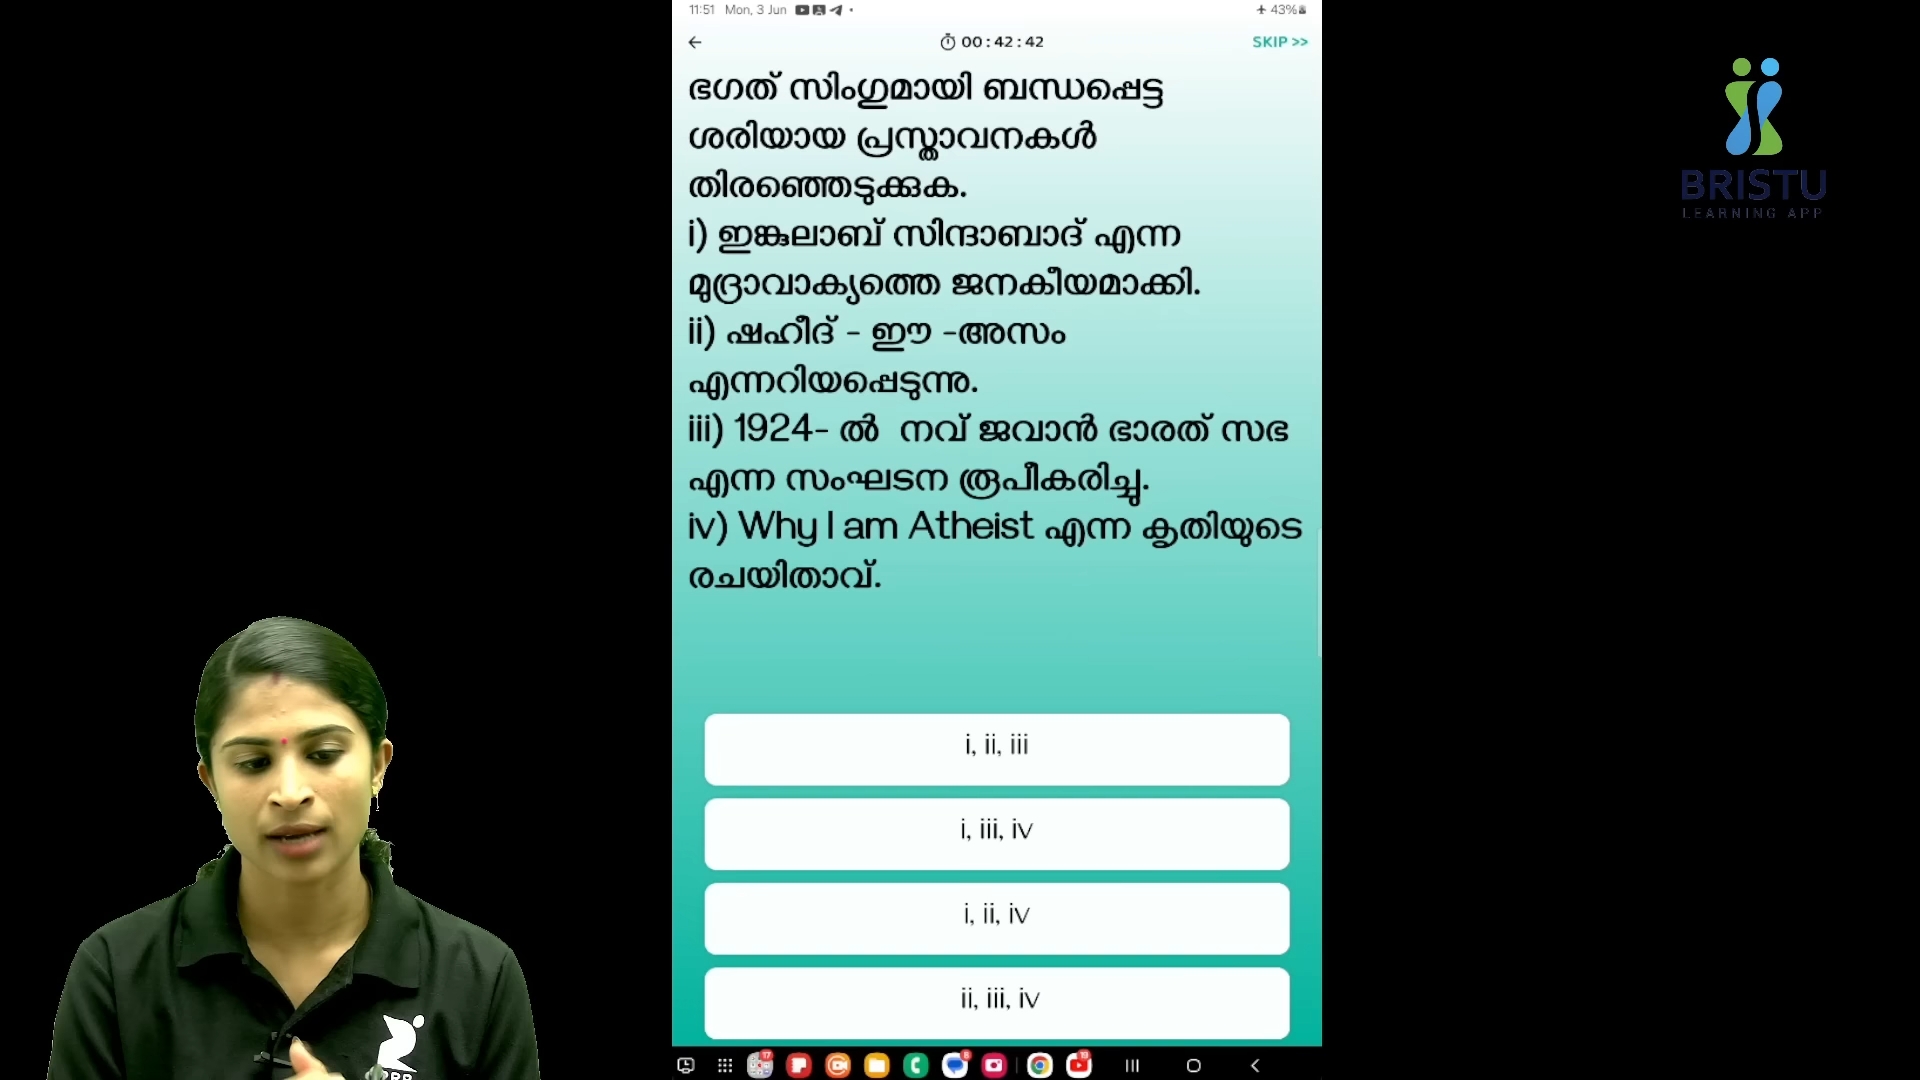 11:51 Mon, 3 Jun
43%
00 : 42 : 42
SKIP >>
ഭഗത് സിംഗുമായി ബന്ധപ്പെട്ട
ശരിയായ പ്രസ്താവനകൾ
തിരഞ്ഞെടുക്കുക.
i) ഇങ്കുലാബ് സിന്ദാബാദ് എന്ന
മുദ്രാവാക്യത്തെ ജനകീയമാക്കി.
ii) ഷഹീദ് - ഈ -അസം
എന്നറിയപ്പെടുന്നു.
iii) 1924- ൽ നവ് ജവാൻ ഭാരത് സഭ
എന്ന സംഘടന രൂപീകരിച്ചു.
iv) Why I am Atheist എന്ന കൃതിയുടെ
രചയിതാവ്.
i, ii, iii
i, iii, iv
i, ii, iv
ii, iii, iv
BRISTU
LEARNING APP